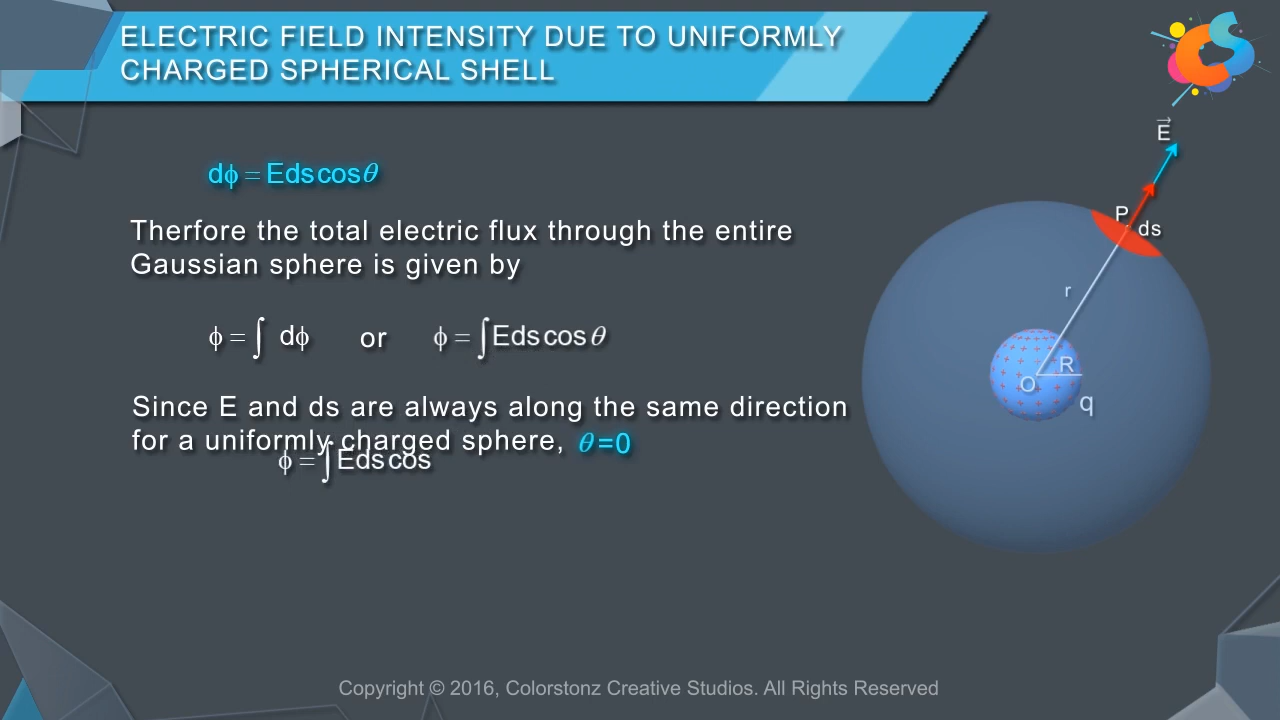 ELECTRIC FIELD INTENSITY DUE TO UNIFORMLY
CHARGED SPHERICAL SHELL
E
dϕ = Edscosθ
P
ds
Therfore the total electric flux through the entire
Gaussian sphere is given by
r
ϕ = ∫ dϕ or ϕ = ∫Edscosθ
R
O
q
Since E and ds are always along the same direction
for a uniformly charged sphere, θ=0
ϕ = ∫Edscos
Copyright © 2016, Colorstonz Creative Studios. All Rights Reserved